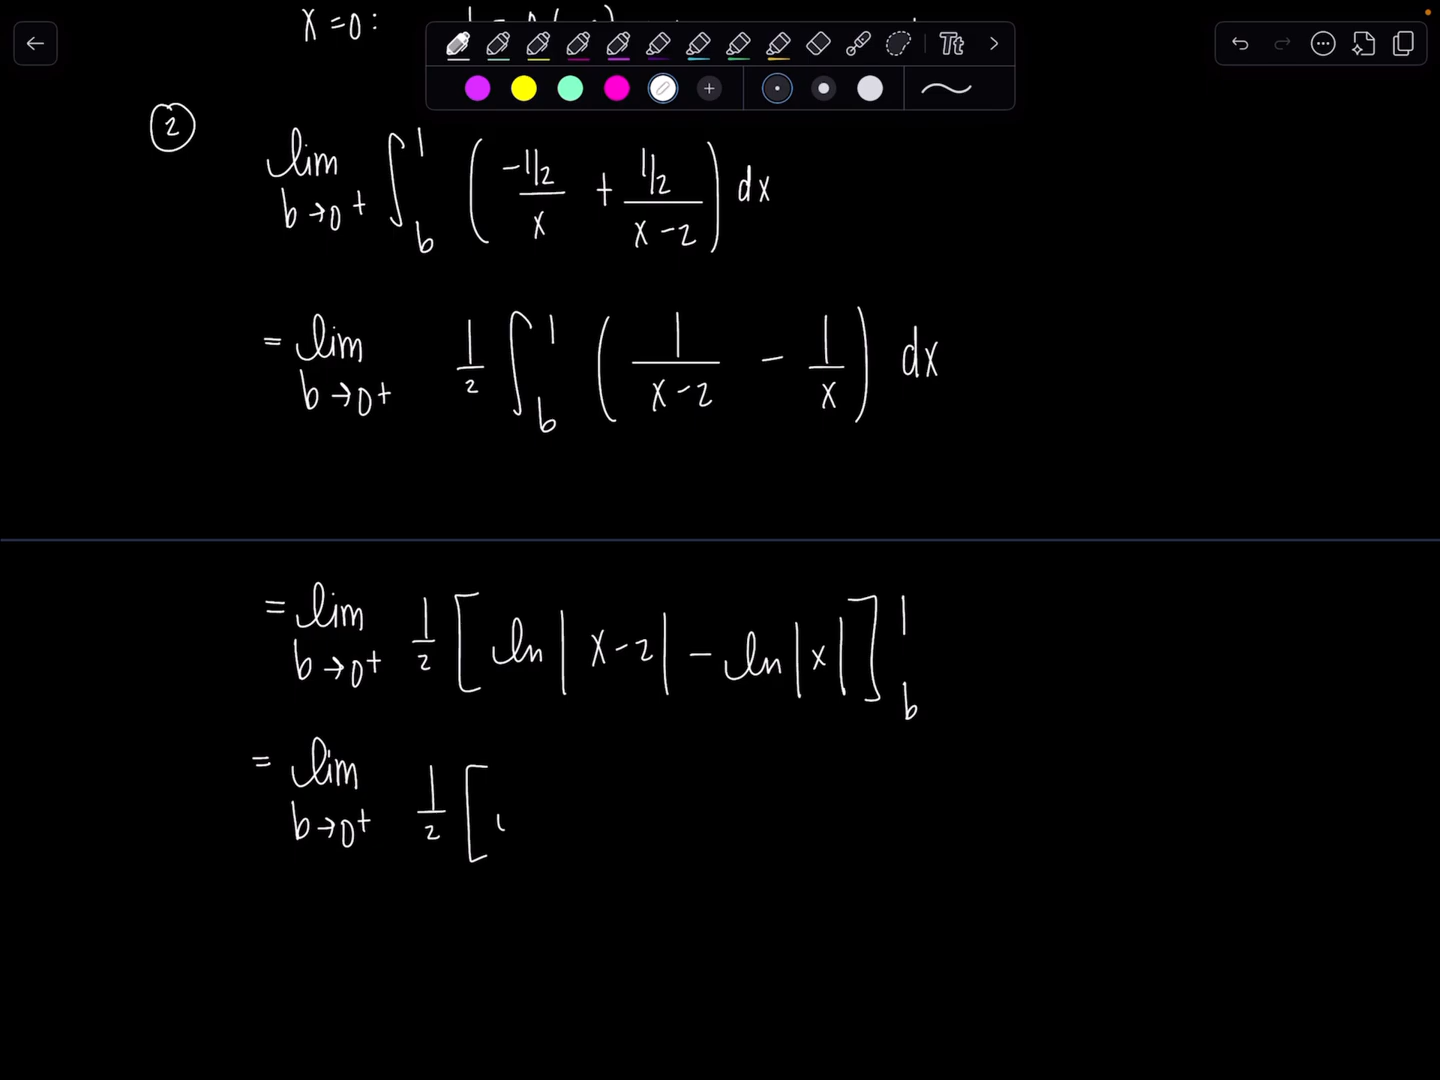 x = 0 :
Tt
2
lim b→0⁺ ∫_b^1 ( -1/2 / x + 1/2 / (x - 2) ) dx
= lim b→0⁺ 1/2 ∫_b^1 ( 1 / (x - 2) - 1 / x ) dx
= lim b→0⁺ 1/2 [ ln | x - 2 | - ln | x | ]_b^1
= lim b→0⁺ 1/2 [